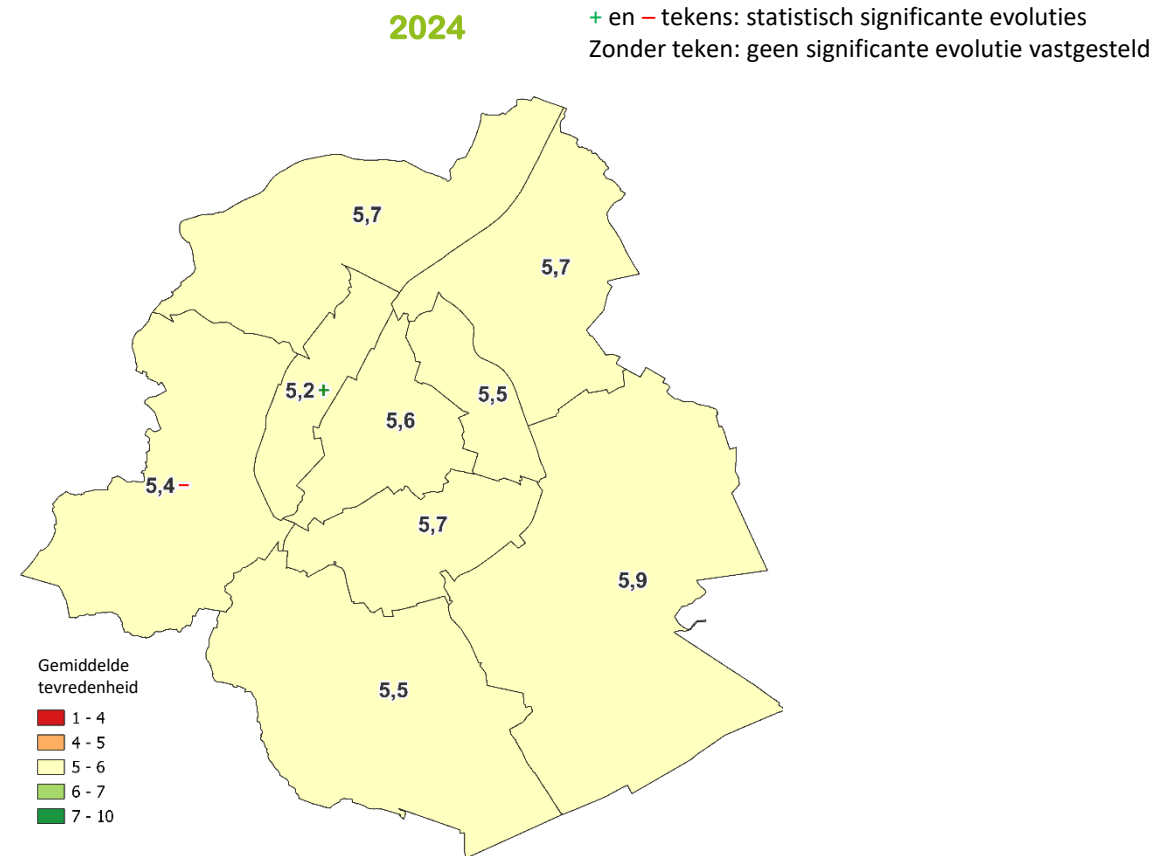 2024
+ en – tekens: statistisch significante evoluties
Zonder teken: geen significante evolutie vastgesteld
5,7
5,7
5,2 +
5,5
5,6
5,4 –
5,7
5,9
5,5
Gemiddelde
tevredenheid
1 - 4
4 - 5
5 - 6
6 - 7
7 - 10